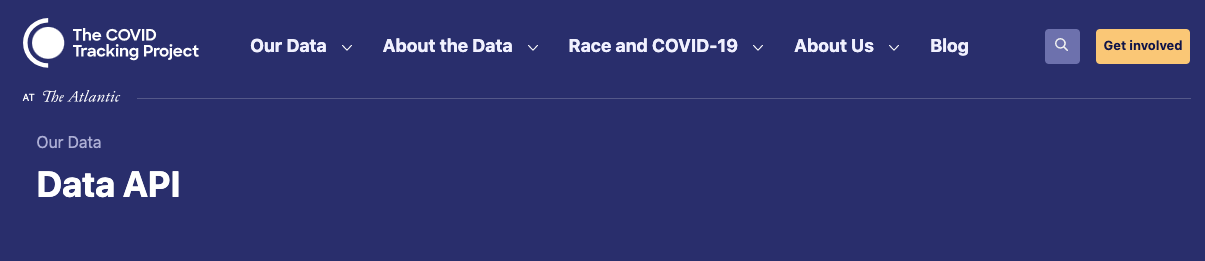 The COVID
Tracking Project
Our Data
About the Data
Race and COVID-19
About Us
Blog
Get involved
AT The Atlantic
Our Data
Data API